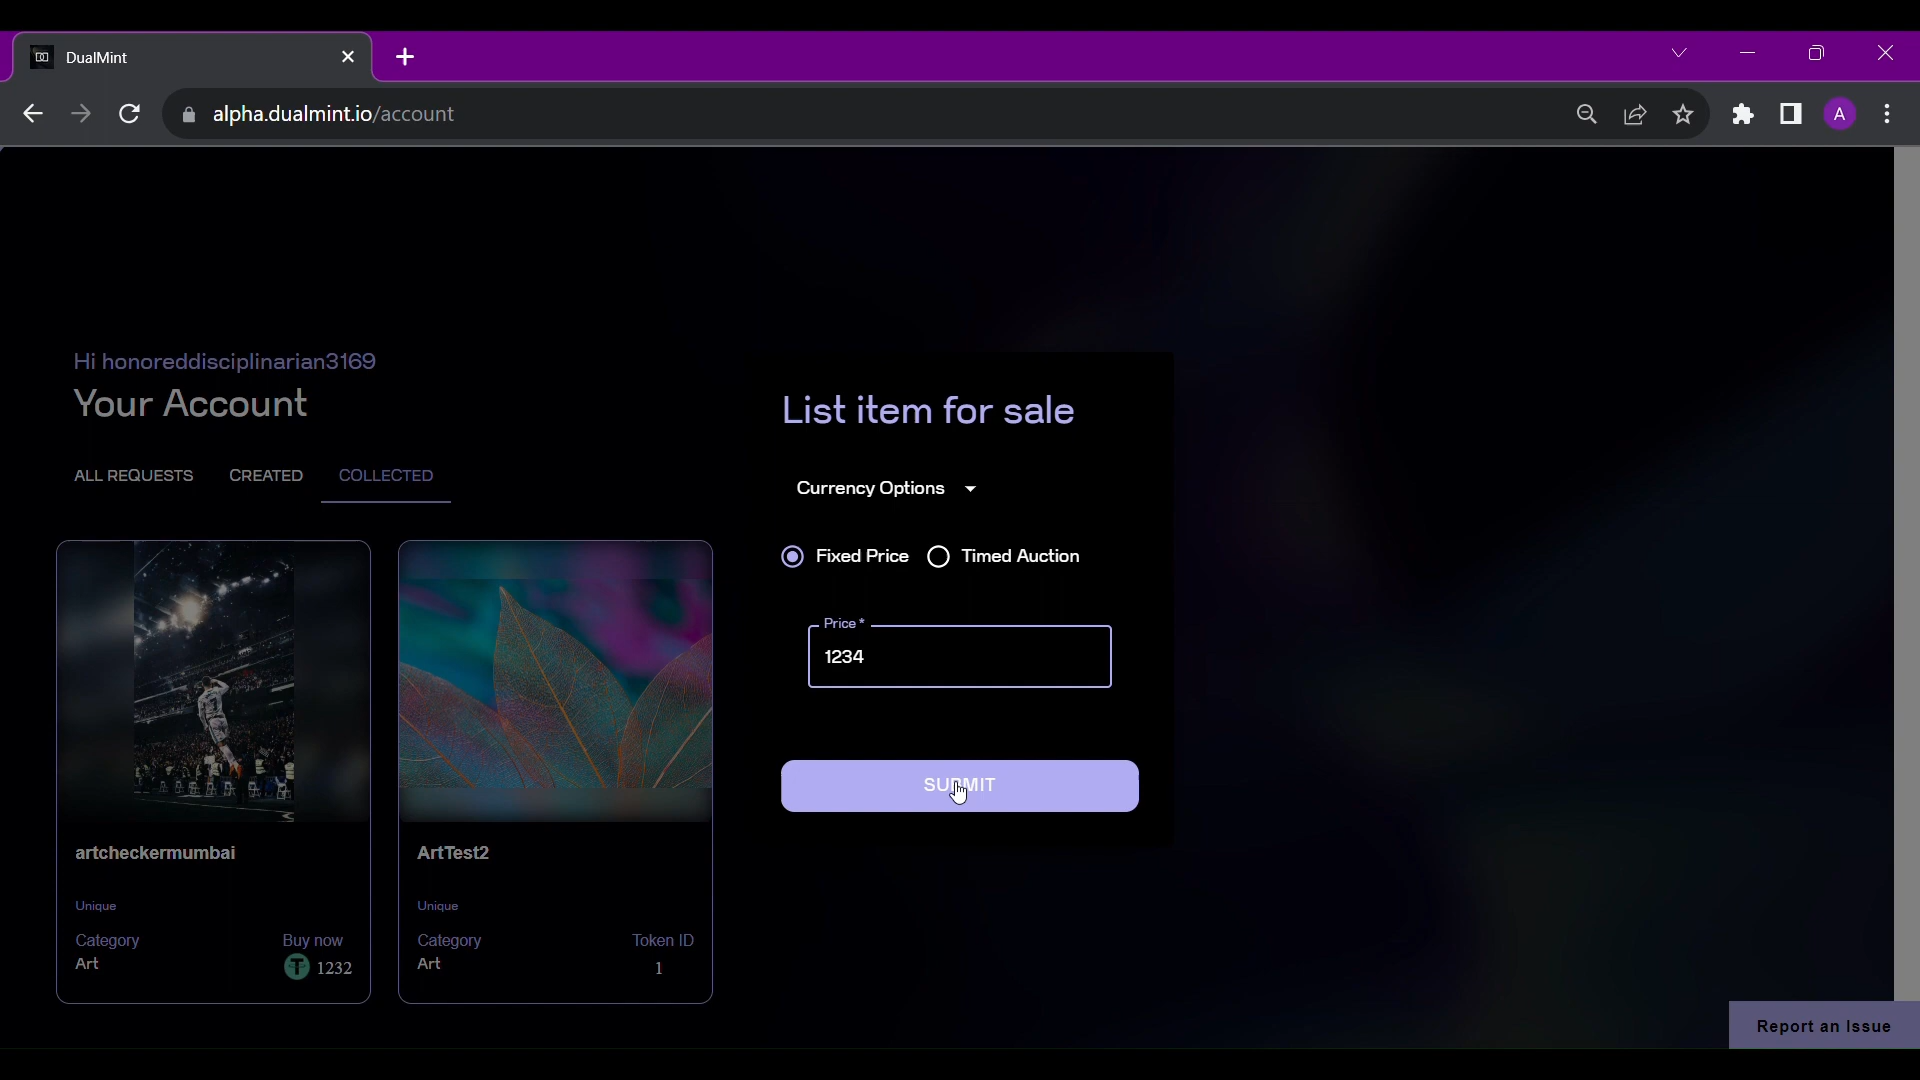 DualMint
alpha.dualmint.io/account
A
Hi honoreddisciplinarian3169
Your Account
ALL REQUESTS CREATED COLLECTED
List item for sale
Currency Options
Fixed Price Timed Auction
Price *
1234
SUBMIT
artcheckermumbai
Unique
Category Buy now
Art 1232
ArtTest2
Unique
Category Token ID
Art 1
Report an Issue